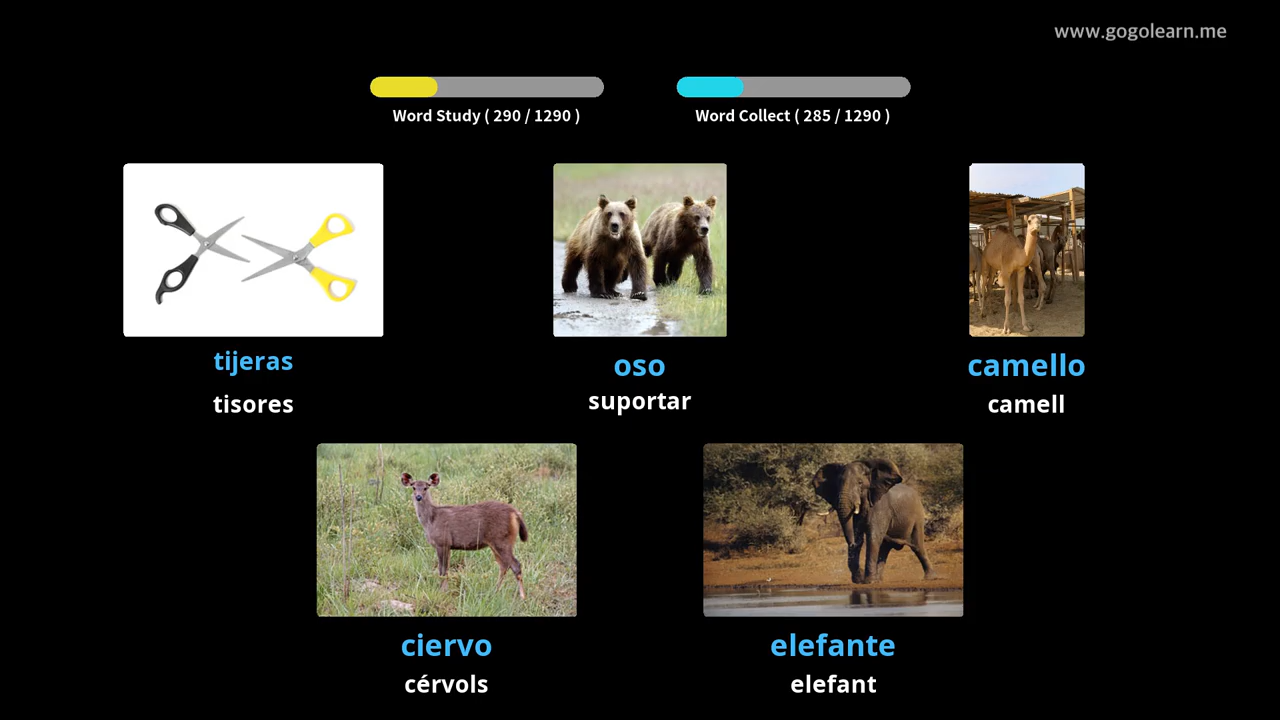 www.gogolearn.me
Word Study ( 290 / 1290 )
Word Collect ( 285 / 1290 )
tijeras
tisores
oso
suportar
camello
camell
ciervo
cérvols
elefante
elefant